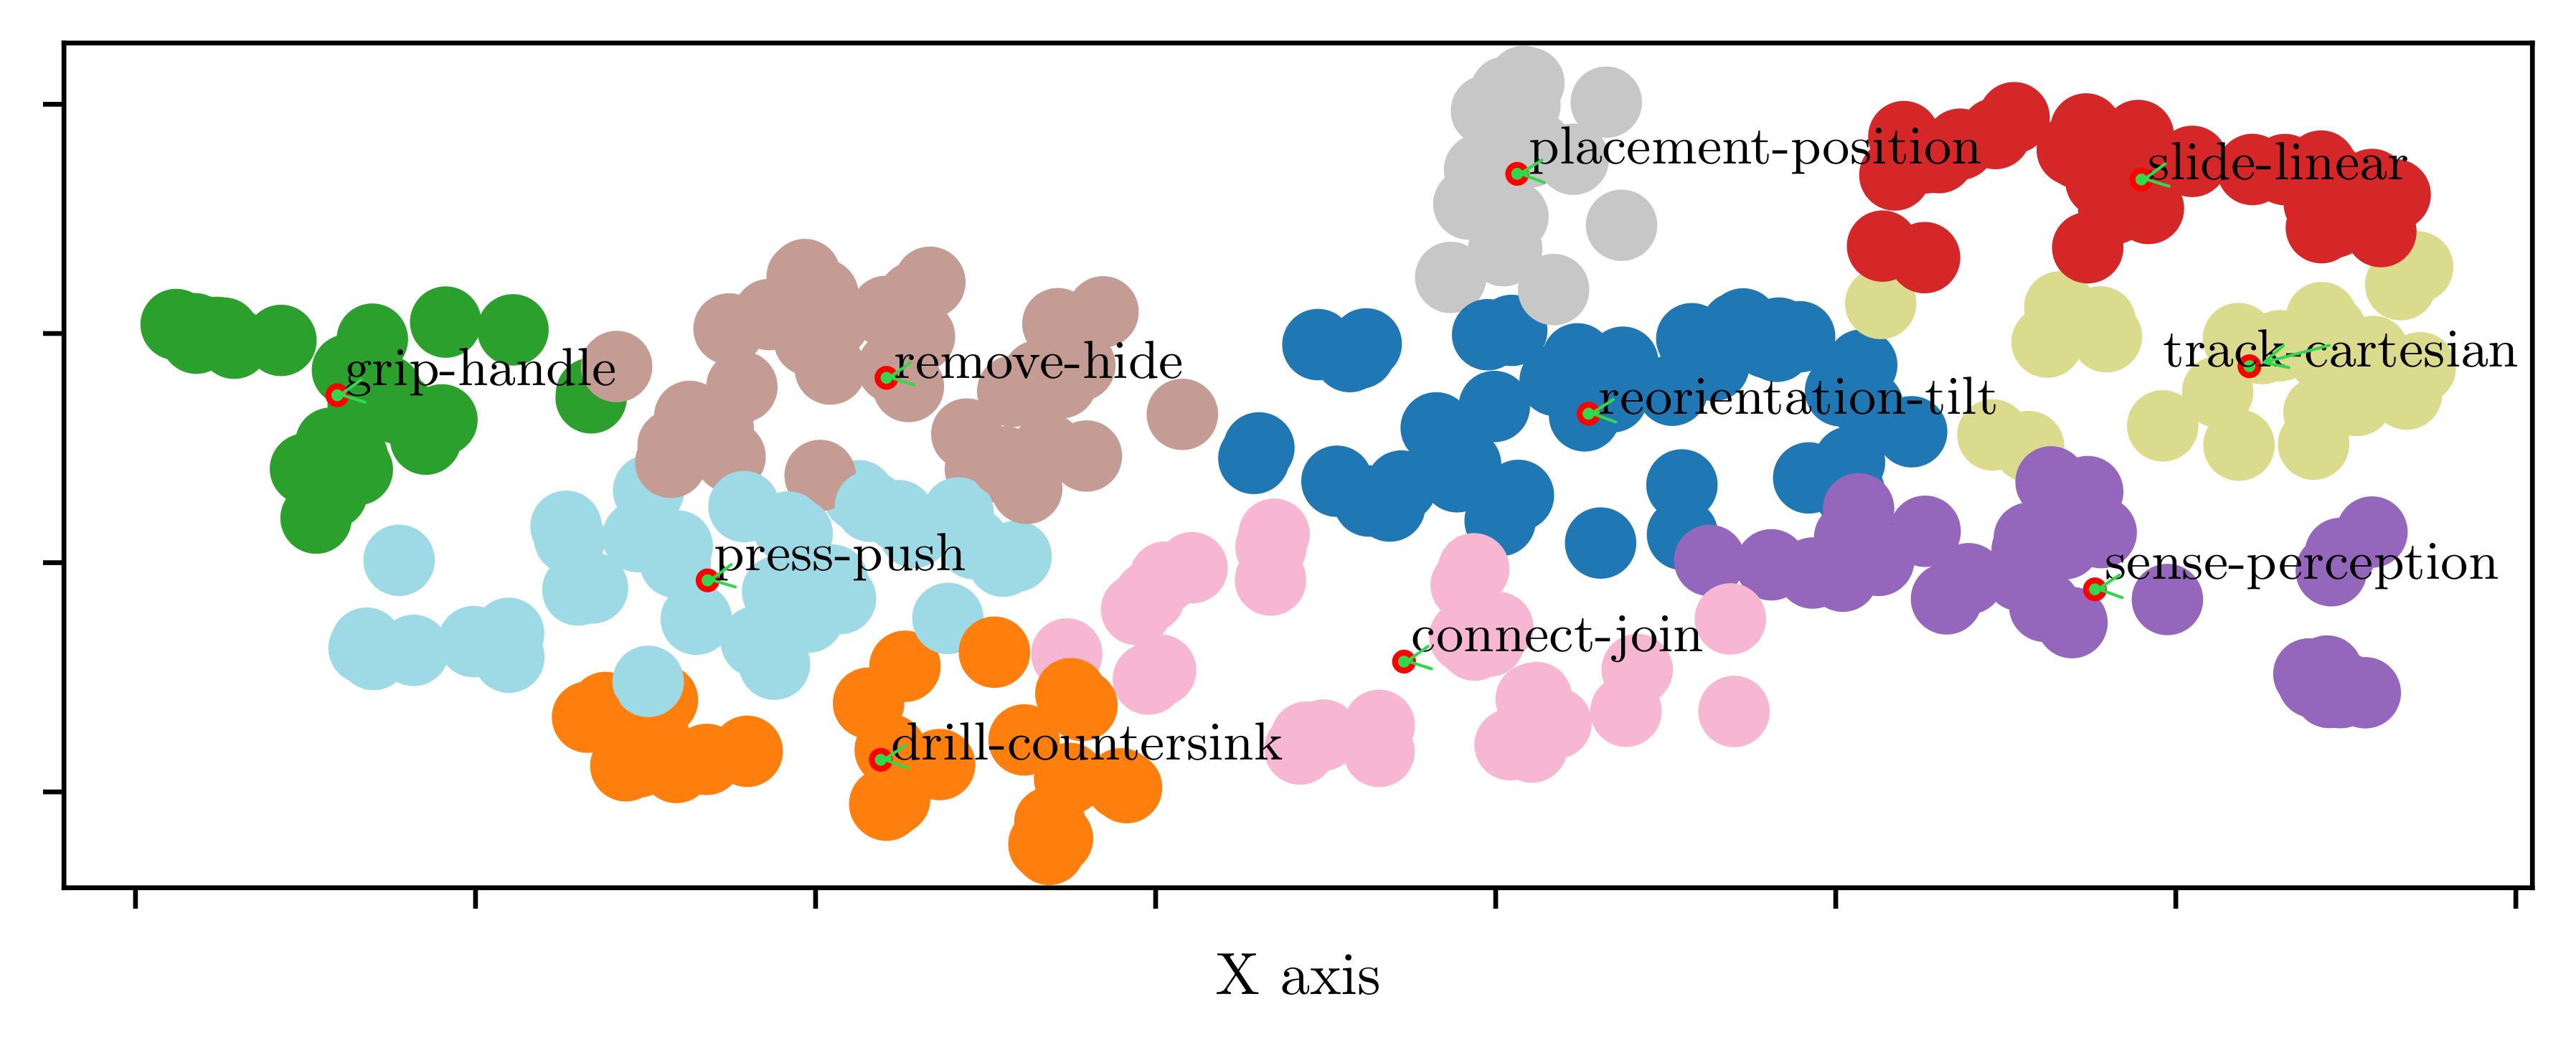 placement-position
slide-linear
track-cartesian
grip-handle
remove-hide
reorientation-tilt
press-push
sense-perception
connect-join
drill-countersink
X axis